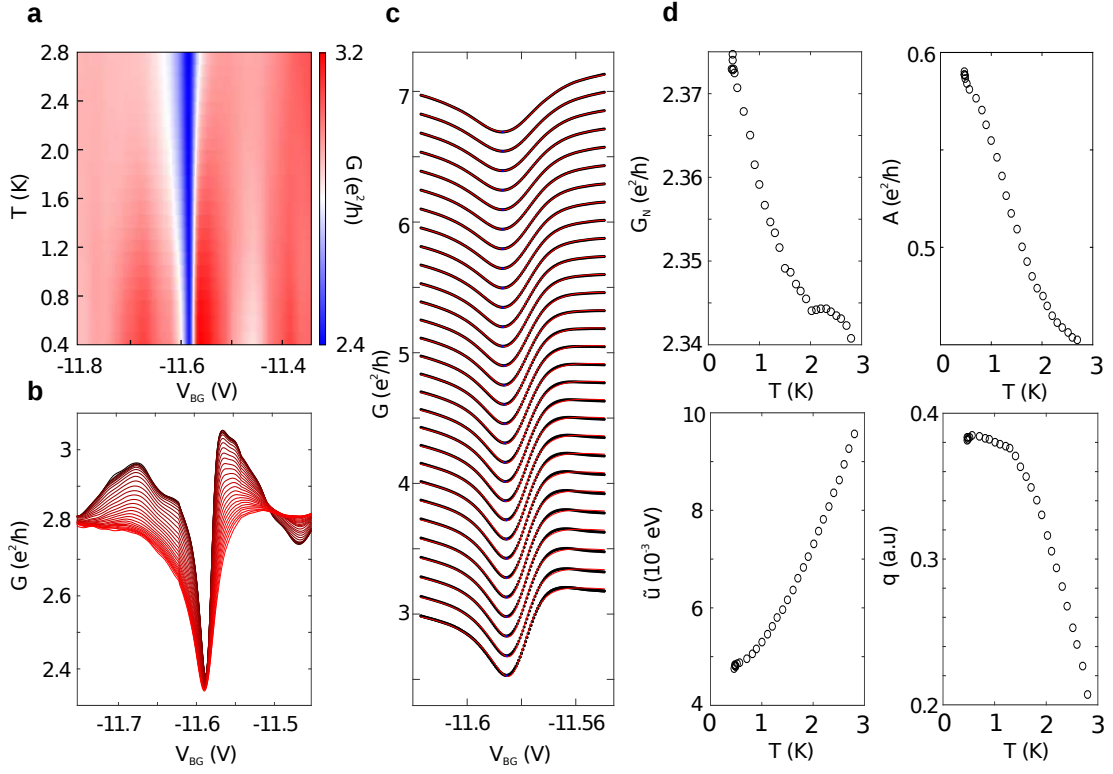 a
2.8
2.4
2.0
1.6
1.2
0.8
0.4
T (K)
-11.8
-11.6
-11.4
V_BG (V)
3.2
2.4
G (e²/h)
b
3
2.8
2.6
2.4
G (e²/h)
-11.7
-11.6
-11.5
V_BG (V)
c
7
6
5
4
3
G (e²/h)
-11.6
-11.56
V_BG (V)
d
2.37
2.36
2.35
2.34
G_N (e²/h)
0
1
2
3
T (K)
0.6
0.5
A (e²/h)
0
1
2
3
T (K)
10
8
6
4
ũ (10⁻³ eV)
0
1
2
3
T (K)
0.4
0.3
0.2
q (a.u)
0
1
2
3
T (K)